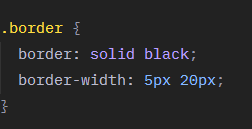 .border {
  border: solid black;
  border-width: 5px 20px;
}